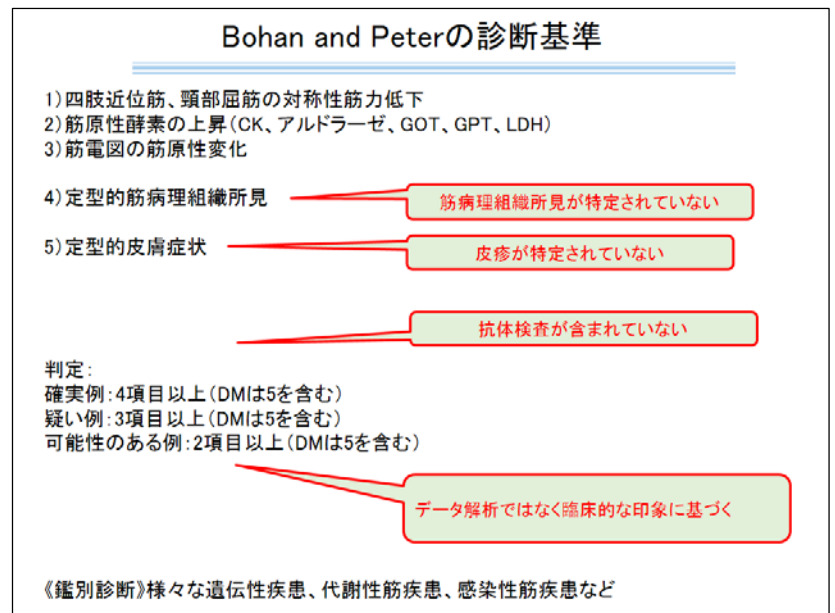 Bohan and Peterの診断基準
1)四肢近位筋、頸部屈筋の対称性筋力低下
2)筋原性酵素の上昇(CK、アルドラーゼ、GOT、GPT、LDH)
3)筋電図の筋原性変化
4)定型的筋病理組織所見
筋病理組織所見が特定されていない
5)定型的皮膚症状
皮疹が特定されていない
抗体検査が含まれていない
判定:
確実例:4項目以上(DMは5を含む)
疑い例:3項目以上(DMは5を含む)
可能性のある例:2項目以上(DMは5を含む)
データ解析ではなく臨床的な印象に基づく
《鑑別診断》様々な遺伝性疾患、代謝性筋疾患、感染性筋疾患など